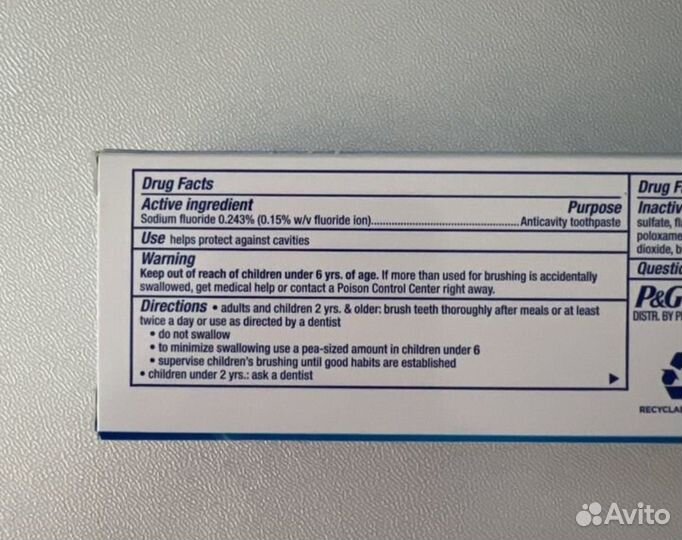 Drug Facts
Active ingredient Purpose
Sodium fluoride 0.243% (0.15% w/v fluoride ion)........................................Anticavity toothpaste
Use helps protect against cavities
Warning
Keep out of reach of children under 6 yrs. of age. If more than used for brushing is accidentally
swallowed, get medical help or contact a Poison Control Center right away.
Directions • adults and children 2 yrs. & older: brush teeth thoroughly after meals or at least
twice a day or use as directed by a dentist
• do not swallow
• to minimize swallowing use a pea-sized amount in children under 6
• supervise children's brushing until good habits are established
• children under 2 yrs.: ask a dentist
Drug F
Inactiv
sulfate, fl
poloxame
dioxide, b
Questio
P&G
DISTR. BY P
RECYCLA
Avito